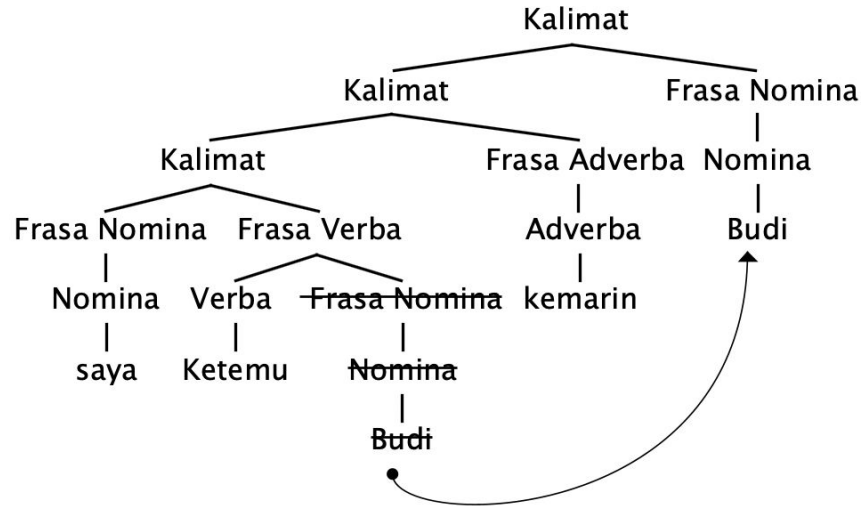 Kalimat
Kalimat Frasa Nomina
Kalimat Frasa Adverba Nomina
Frasa Nomina Frasa Verba Adverba Budi
Nomina Verba Frasa Nomina kemarin
saya Ketemu Nomina
Budi